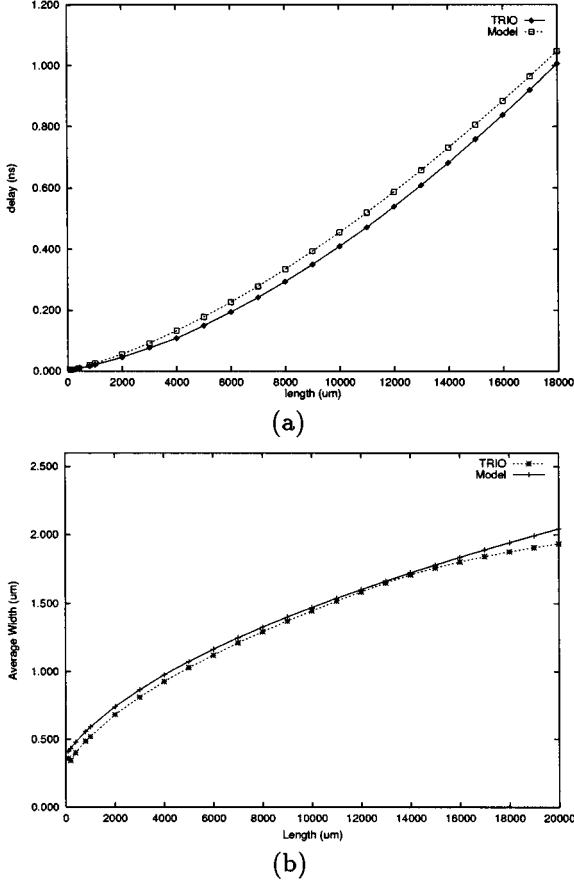 1.200
TRIO
Model
1.000
0.800
0.600
0.400
0.200
0.000
delay (ns)
0 2000 4000 6000 8000 10000 12000 14000 16000 18000
length (um)
(a)
2.500
TRIO
Model
2.000
1.500
1.000
0.500
0.000
Average Width (um)
0 2000 4000 6000 8000 10000 12000 14000 16000 18000 20000
Length (um)
(b)